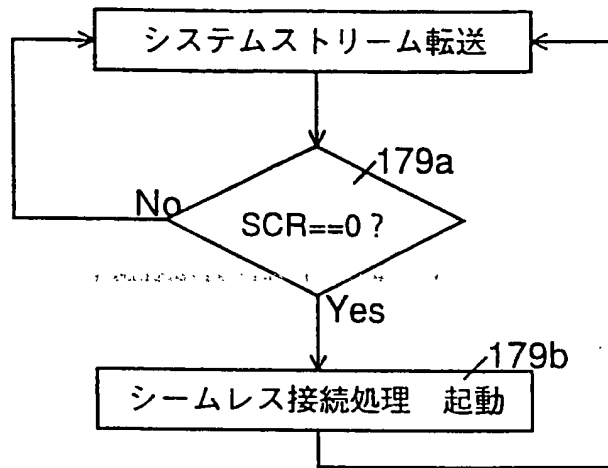 システムストリーム転送
179a
No
SCR==0?
Yes
179b
シームレス接続処理　起動